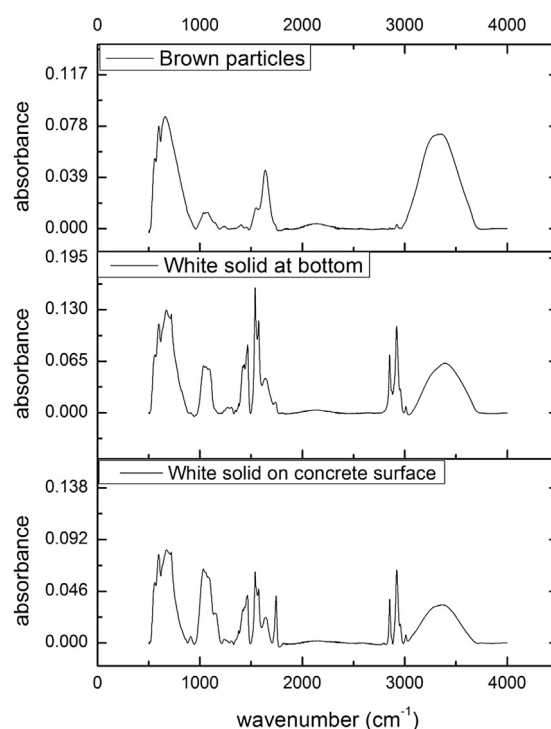 0 1000 2000 3000 4000
Brown particles
0.117
0.078
0.039
0.000
absorbance
White solid at bottom
0.195
0.130
0.065
0.000
absorbance
White solid on concrete surface
0.138
0.092
0.046
0.000
absorbance
0 1000 2000 3000 4000
wavenumber (cm⁻¹)